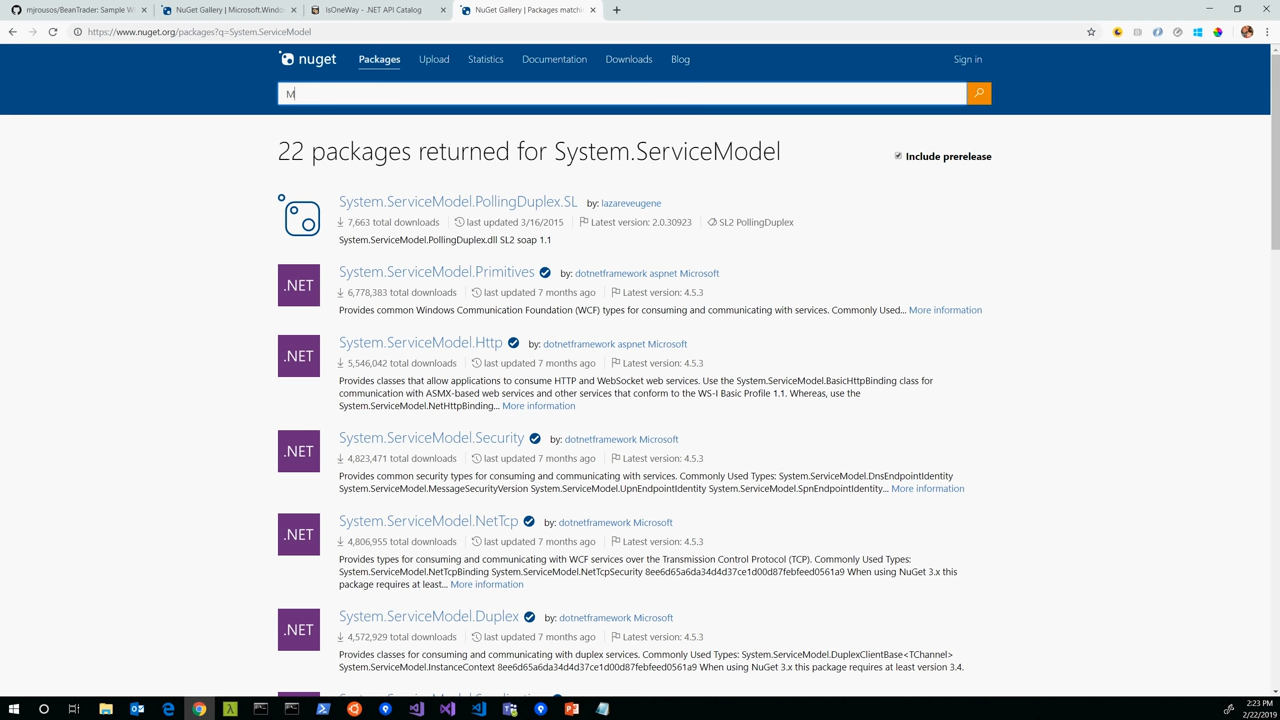 mjrousos/BeanTrader: Sample W
NuGet Gallery | Microsoft.Windo
IsOneWay - .NET API Catalog
NuGet Gallery | Packages matchi
https://www.nuget.org/packages?q=System.ServiceModel
nuget
Packages
Upload
Statistics
Documentation
Downloads
Blog
Sign in
M
22 packages returned for System.ServiceModel
Include prerelease
System.ServiceModel.PollingDuplex.SL by: lazareveugene
7,663 total downloads last updated 3/16/2015 Latest version: 2.0.30923 SL2 PollingDuplex
System.ServiceModel.PollingDuplex.dll SL2 soap 1.1
.NET
System.ServiceModel.Primitives by: dotnetframework aspnet Microsoft
6,778,383 total downloads last updated 7 months ago Latest version: 4.5.3
Provides common Windows Communication Foundation (WCF) types for consuming and communicating with services. Commonly Used... More information
.NET
System.ServiceModel.Http by: dotnetframework aspnet Microsoft
5,546,042 total downloads last updated 7 months ago Latest version: 4.5.3
Provides classes that allow applications to consume HTTP and WebSocket web services. Use the System.ServiceModel.BasicHttpBinding class for
communication with ASMX-based web services and other services that conform to the WS-I Basic Profile 1.1. Whereas, use the
System.ServiceModel.NetHttpBinding... More information
.NET
System.ServiceModel.Security by: dotnetframework Microsoft
4,823,471 total downloads last updated 7 months ago Latest version: 4.5.3
Provides common security types for consuming and communicating with services. Commonly Used Types: System.ServiceModel.DnsEndpointIdentity
System.ServiceModel.MessageSecurityVersion System.ServiceModel.UpnEndpointIdentity System.ServiceModel.SpnEndpointIdentity... More information
.NET
System.ServiceModel.NetTcp by: dotnetframework Microsoft
4,806,955 total downloads last updated 7 months ago Latest version: 4.5.3
Provides types for consuming and communicating with WCF services over the Transmission Control Protocol (TCP). Commonly Used Types:
System.ServiceModel.NetTcpBinding System.ServiceModel.NetTcpSecurity 8ee6d65a6da34d4d37ce1d00d87febfeed0561a9 When using NuGet 3.x this
package requires at least... More information
.NET
System.ServiceModel.Duplex by: dotnetframework Microsoft
4,572,929 total downloads last updated 7 months ago Latest version: 4.5.3
Provides classes for consuming and communicating with duplex services. Commonly Used Types: System.ServiceModel.DuplexClientBase<TChannel>
System.ServiceModel.InstanceContext 8ee6d65a6da34d4d37ce1d00d87febfeed0561a9 When using NuGet 3.x this package requires at least version 3.4.
2:23 PM
2/22/2019